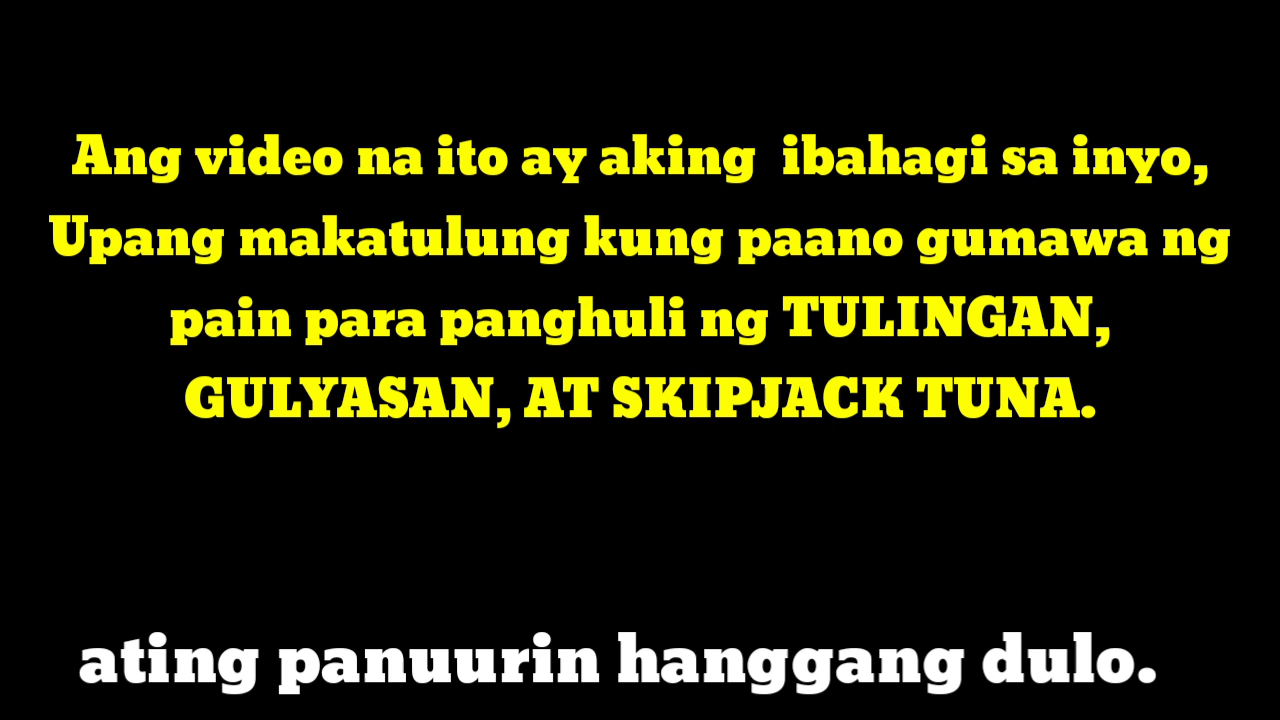 Ang video na ito ay aking ibahagi sa inyo,
Upang makatulung kung paano gumawa ng
pain para panghuli ng TULINGAN,
GULYASAN, AT SKIPJACK TUNA.
ating panuurin hanggang dulo.